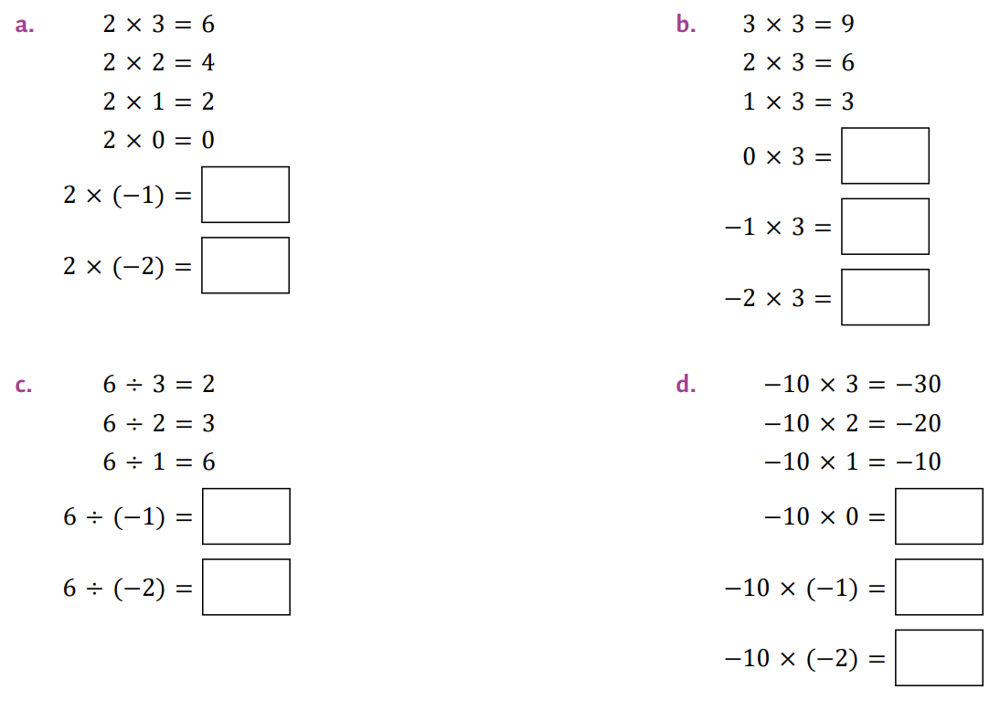 a.
2 × 3 = 6
2 × 2 = 4
2 × 1 = 2
2 × 0 = 0
2 × (−1) =
2 × (−2) =
b.
3 × 3 = 9
2 × 3 = 6
1 × 3 = 3
0 × 3 =
−1 × 3 =
−2 × 3 =
c.
6 ÷ 3 = 2
6 ÷ 2 = 3
6 ÷ 1 = 6
6 ÷ (−1) =
6 ÷ (−2) =
d.
−10 × 3 = −30
−10 × 2 = −20
−10 × 1 = −10
−10 × 0 =
−10 × (−1) =
−10 × (−2) =